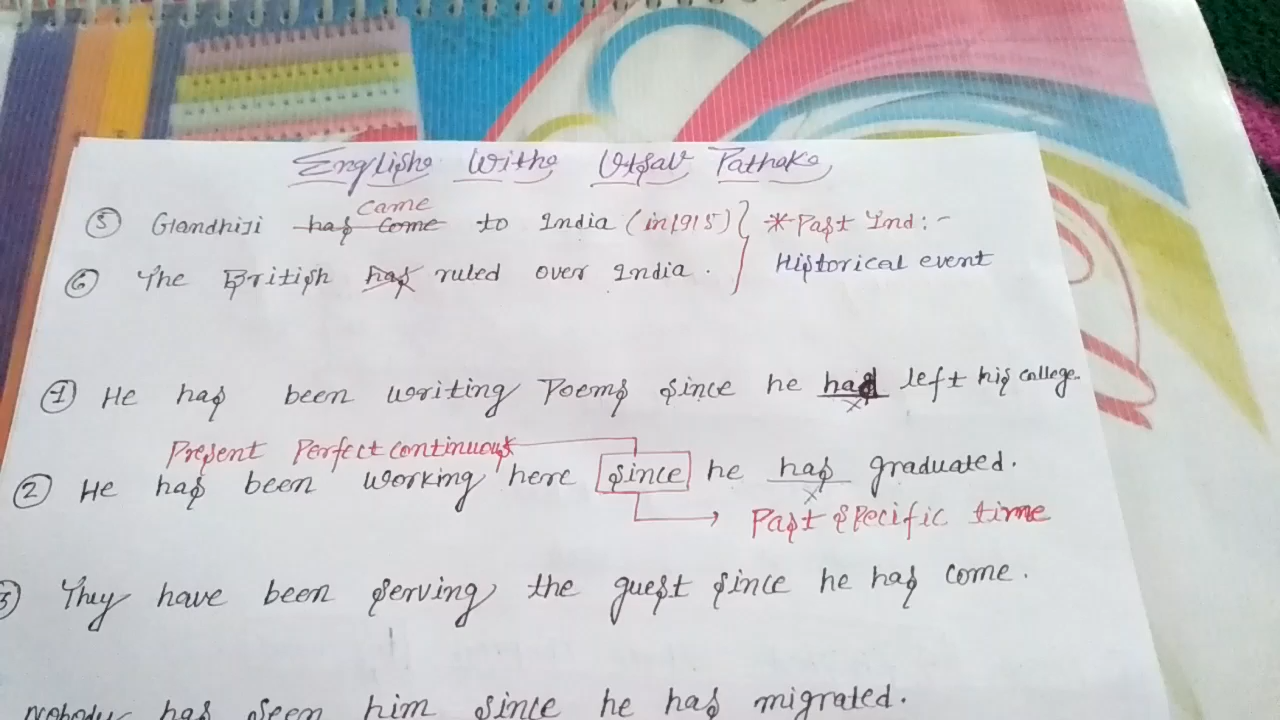 English With Utsav Pathak
came
⑤ Gandhiji has come to India (in 1915) } * Past Ind:-
⑥ The British has ruled over India. Historical event
① He has been writing Poems since he had left his college.
Present Perfect continuous
② He has been working here since he has graduated.
Past specific time
③ They have been serving the guest since he has come.
Nobody has seen him since he has migrated.